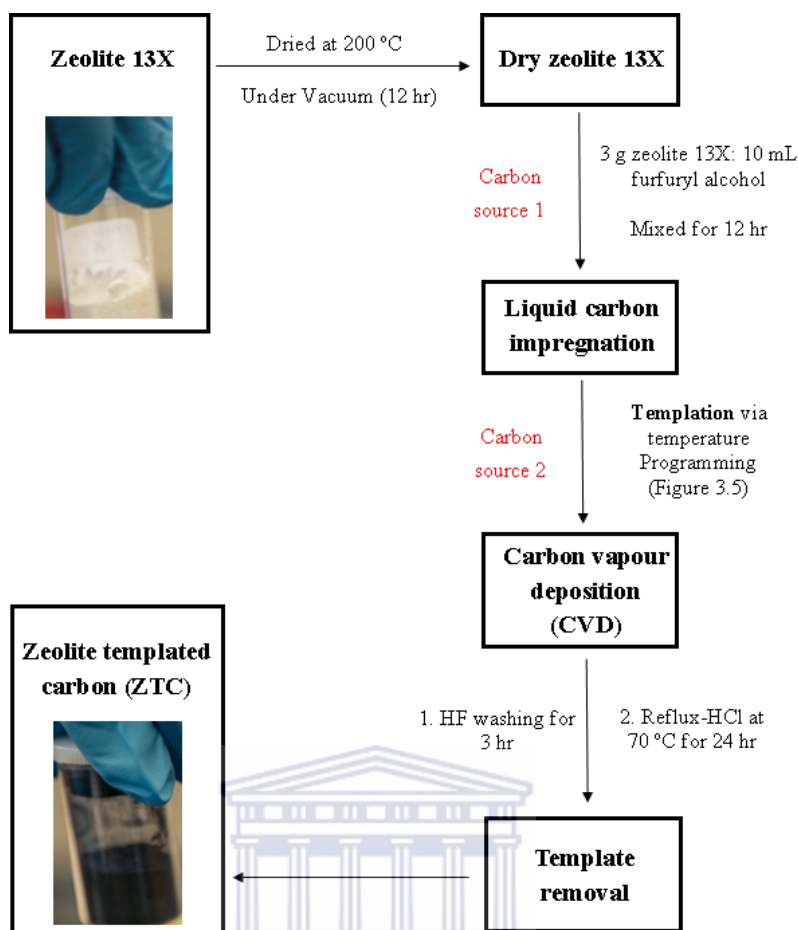 Zeolite 13X
Dried at 200 ºC
Under Vacuum (12 hr)
Dry zeolite 13X
Carbon
source 1
3 g zeolite 13X: 10 mL
furfuryl alcohol
Mixed for 12 hr
Liquid carbon
impregnation
Carbon
source 2
Templation via
temperature
Programming
(Figure 3.5)
Carbon vapour
deposition
(CVD)
1. HF washing for
3 hr
2. Reflux-HCl at
70 ºC for 24 hr
Template
removal
Zeolite templated
carbon (ZTC)